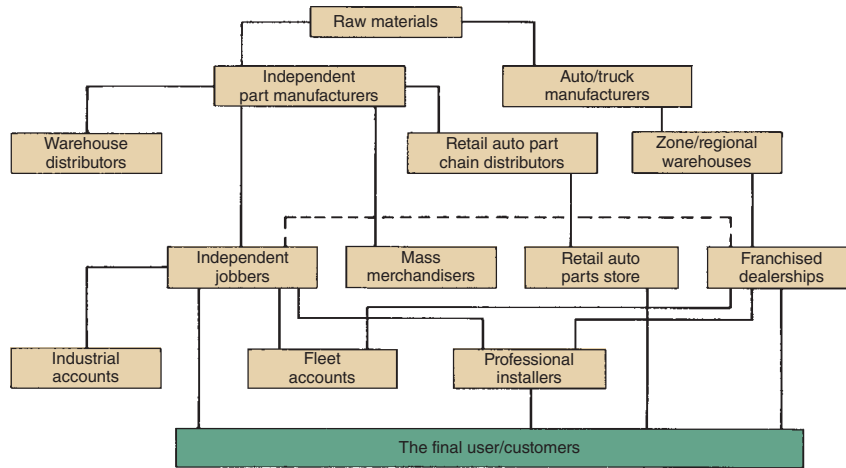 Raw materials
Independent
part manufacturers
Auto/truck
manufacturers
Warehouse
distributors
Retail auto part
chain distributors
Zone/regional
warehouses
Independent
jobbers
Mass
merchandisers
Retail auto
parts store
Franchised
dealerships
Industrial
accounts
Fleet
accounts
Professional
installers
The final user/customers